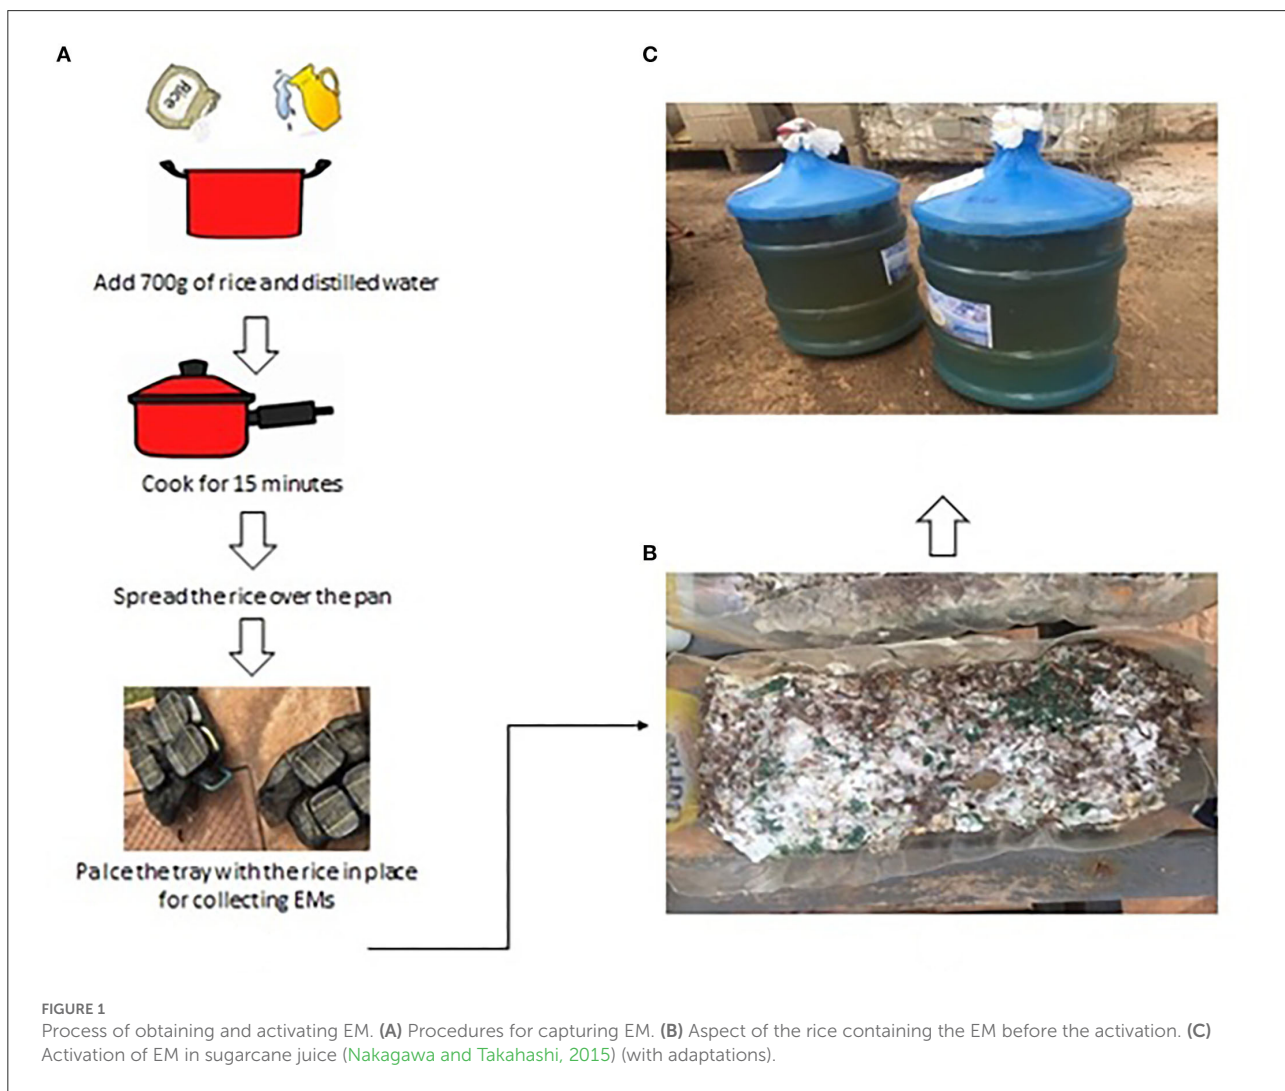 A
Rice
Add 700g of rice and distilled water
Cook for 15 minutes
Spread the rice over the pan
Palce the tray with the rice in place
for collecting EMs
C
B
FIGURE 1
Process of obtaining and activating EM. (A) Procedures for capturing EM. (B) Aspect of the rice containing the EM before the activation. (C)
Activation of EM in sugarcane juice (Nakagawa and Takahashi, 2015) (with adaptations).